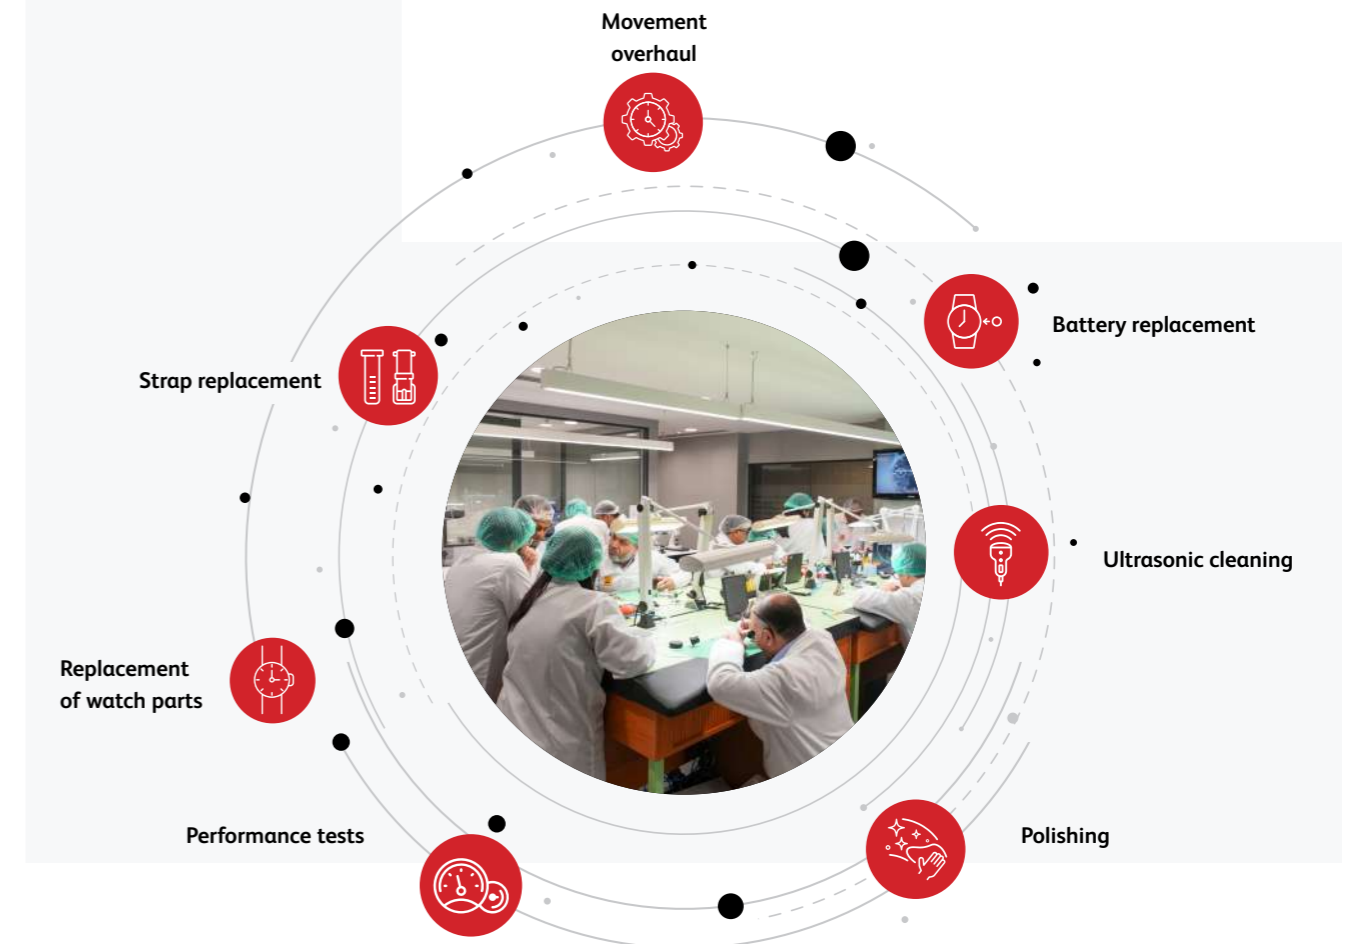 Movement
overhaul
Battery replacement
Strap replacement
Ultrasonic cleaning
Replacement
of watch parts
Performance tests
Polishing